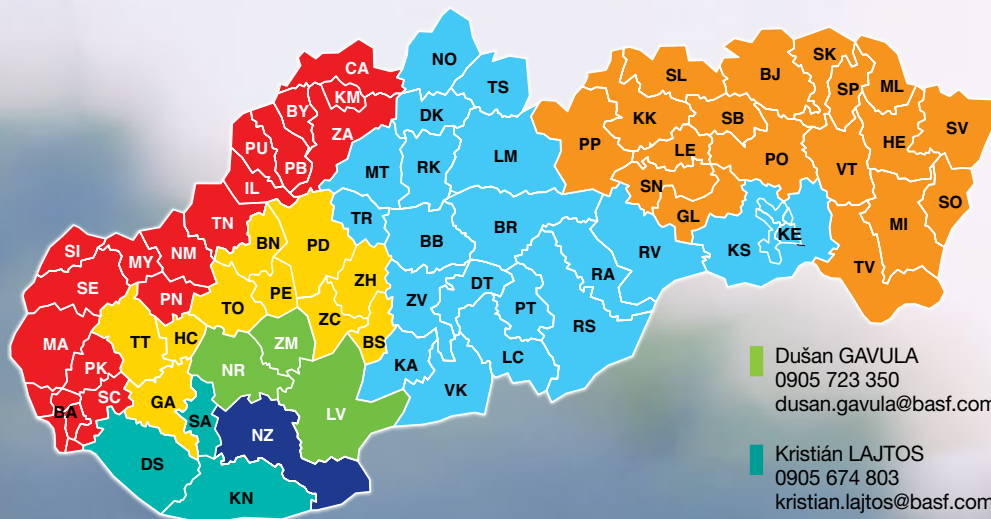 NO
CA
TS
KM
BY
DK
ZA
PU
PB
IL
MT
RK
LM
TR
TN
SK
BJ
SL
SP
ML
KK
SB
SV
HE
LE
PP
PO
VT
SN
SO
GL
MI
TV
KE
KS
RV
BN
PD
BB
BR
SI
MY
NM
SE
PN
ZH
PE
TO
ZC
BS
RA
DT
ZV
PT
RS
MA
TT
HC
ZM
PK
NR
KA
LC
VK
SC
GA
BA
SA
LV
NZ
DS
KN
Dušan GAVULA
0905 723 350
dusan.gavula@basf.com
Kristián LAJTOS
0905 674 803
kristian.lajtos@basf.com